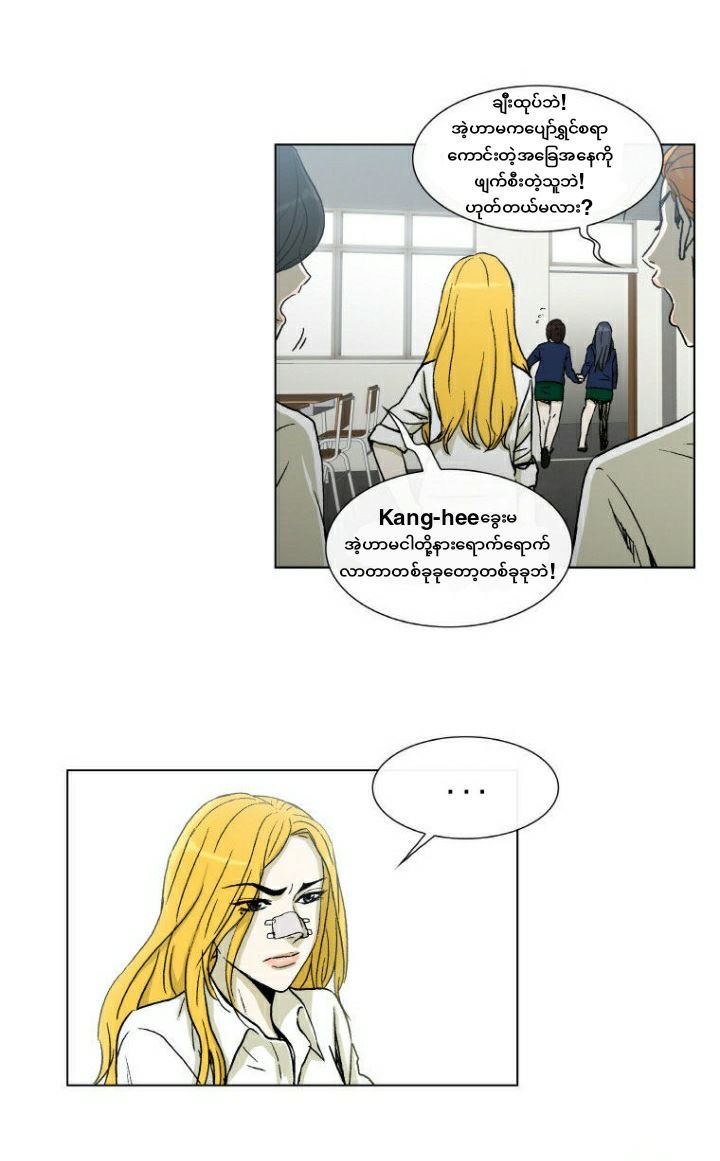 ချီးထုပ်ဘဲ!
အဲ့ဟာမကပျော်ရွှင်စရာ
ကောင်းတဲ့အခြေအနေကို
ဖျက်စီးတဲ့သူဘဲ!
ဟုတ်တယ်မလား?
Kang-heeခွေးမ
အဲ့ဟာမငါတို့နားရောက်ရောက်
လာတာတစ်ခုခုတော့တစ်ခုခုဘဲ!
...